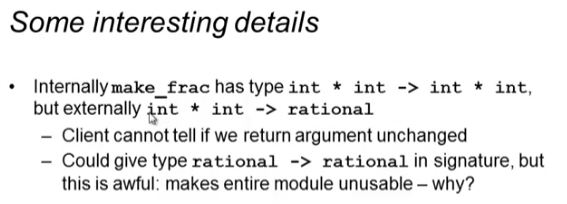 Some interesting details
• Internally make_frac has type int * int -> int * int,
but externally int * int -> rational
– Client cannot tell if we return argument unchanged
– Could give type rational -> rational in signature, but
this is awful: makes entire module unusable – why?